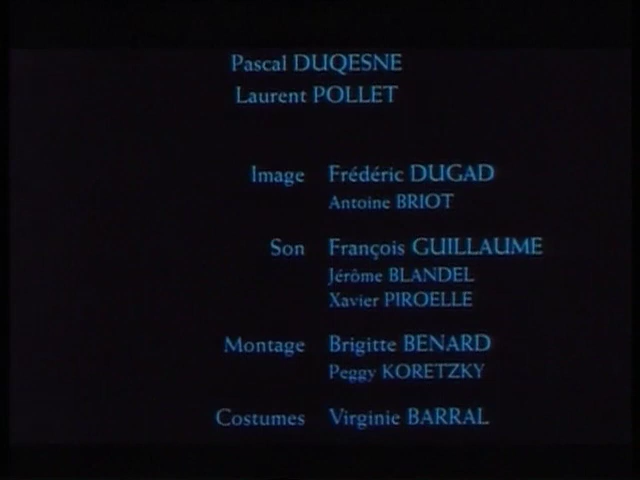 Pascal DUQESNE
Laurent POLLET
Image Frédéric DUGAD
Antoine BRIOT
Son François GUILLAUME
Jérôme BLANDEL
Xavier PIROELLE
Montage Brigitte BENARD
Peggy KORETZKY
Costumes Virginie BARRAL